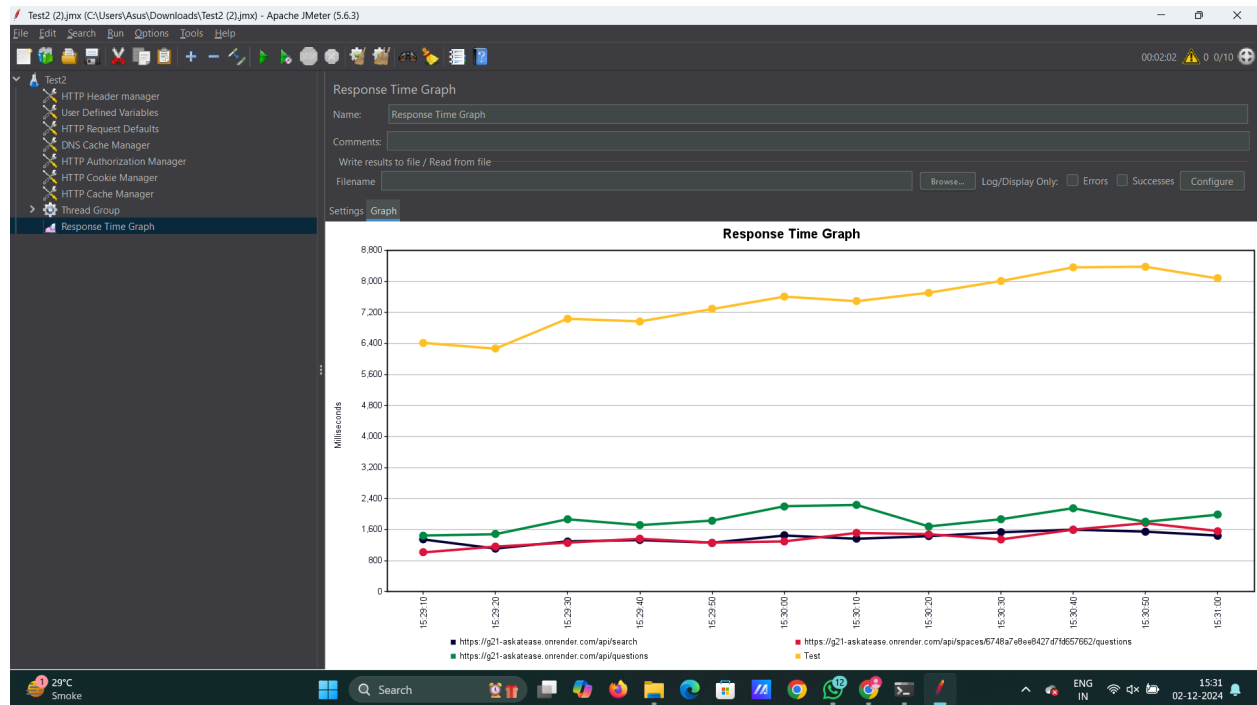 Test2 (2).jmx (C:\Users\Asus\Downloads\Test2 (2).jmx) - Apache JMeter (5.6.3)
File Edit Search Run Options Tools Help
00:02:02 0 0/10
Test2
HTTP Header manager
User Defined Variables
HTTP Request Defaults
DNS Cache Manager
HTTP Authorization Manager
HTTP Cookie Manager
HTTP Cache Manager
Thread Group
Response Time Graph
Response Time Graph
Name: Response Time Graph
Comments:
Write results to file / Read from file
Filename Browse... Log/Display Only: Errors Successes Configure
Settings Graph
Response Time Graph
8,800
8,000
7,200
6,400
5,600
4,800
4,000
3,200
2,400
1,600
800
0
Milliseconds
15:29:10 15:29:20 15:29:30 15:29:40 15:29:50 15:30:00 15:30:10 15:30:20 15:30:30 15:30:40 15:30:50 15:31:00
https://g21-askatease.onrender.com/api/search https://g21-askatease.onrender.com/api/spaces/6748a7e8ee8427d7fd657662/questions
https://g21-askatease.onrender.com/api/questions Test
1 29°C
Smoke
Search
12
ENG
IN
15:31
02-12-2024